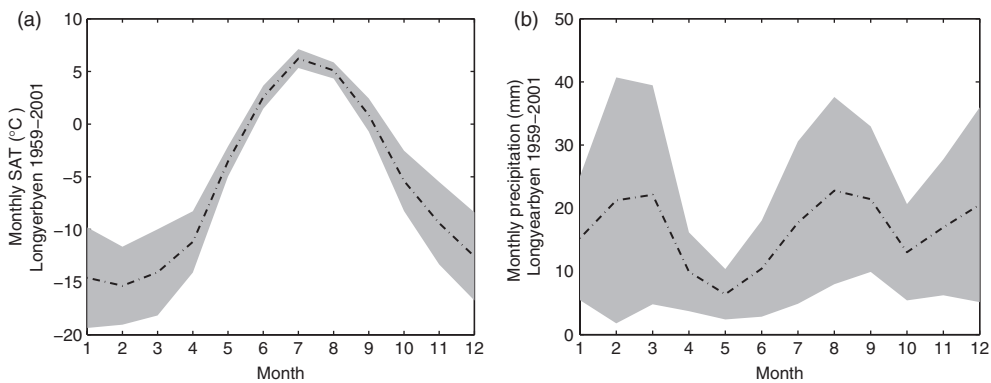 (a)
10
5
0
−5
−10
−15
−20
Monthly SAT (°C )
Longyerbyen 1959–2001
1 2 3 4 5 6 7 8 9 10 11 12
Month
(b)
50
40
30
20
10
0
Monthly precipitation (mm)
Longyearbyen 1959–2001
1 2 3 4 5 6 7 8 9 10 11 12
Month